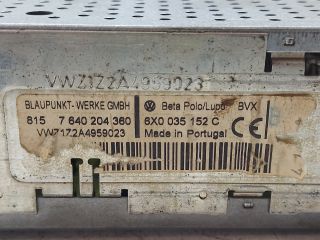 VWZ1Z2A4959023
BLAUPUNKT-WERKE GMBH Beta Polo/Lupo BVX
815 7 640 204 360 6X0 035 152 C
VWZ1Z2A4959023 Made in Portugal CE